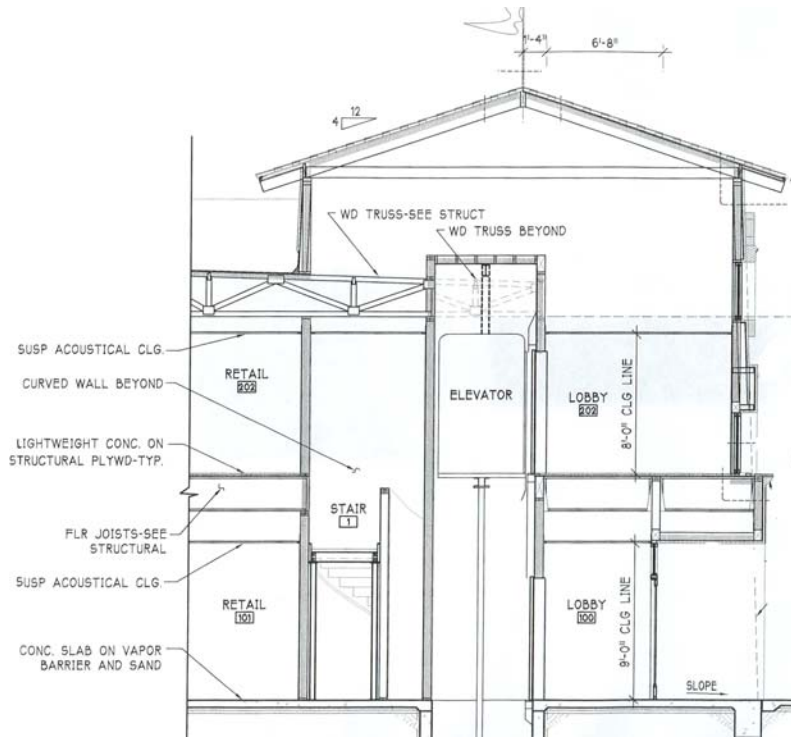 1'-4"
6'-8"
12
4
WD TRUSS-SEE STRUCT
WD TRUSS BEYOND
SUSP ACOUSTICAL CLG.
RETAIL
202
CURVED WALL BEYOND
ELEVATOR
LOBBY
202
8'-0" CLG LINE
LIGHTWEIGHT CONC. ON
STRUCTURAL PLYWD-TYP.
STAIR
1
FLR JOISTS-SEE
STRUCTURAL
SUSP ACOUSTICAL CLG.
RETAIL
101
LOBBY
100
9'-0" CLG LINE
CONC. SLAB ON VAPOR
BARRIER AND SAND
SLOPE